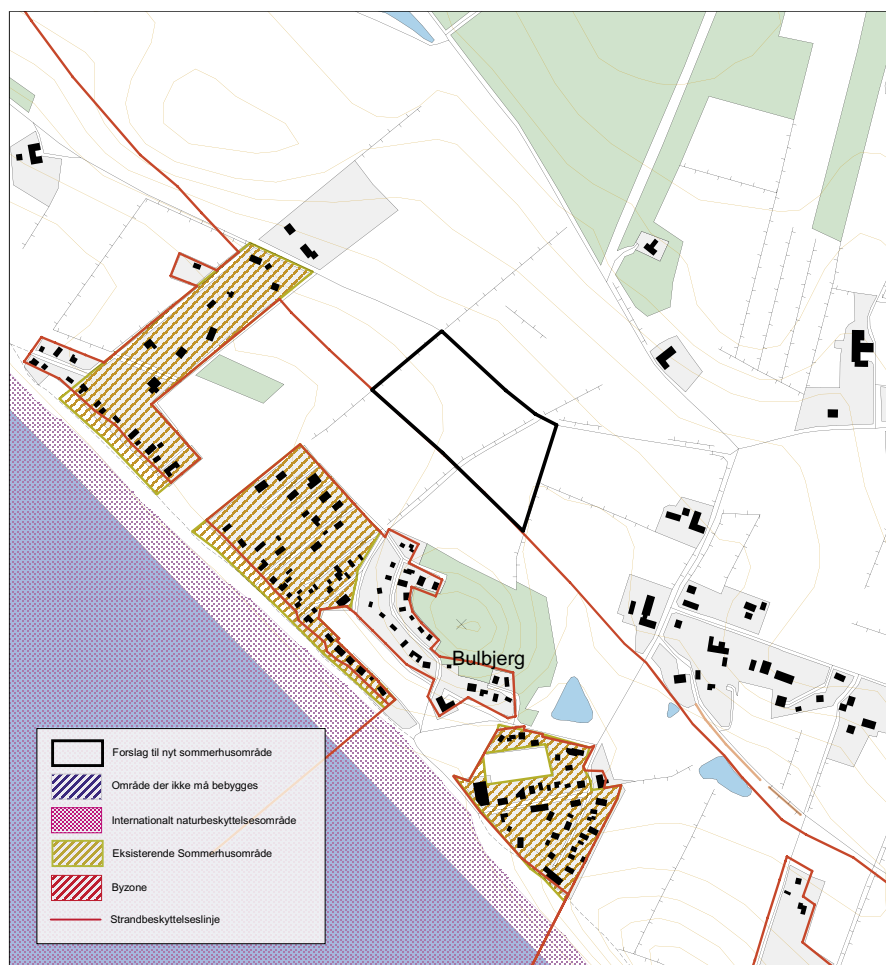 Bulbjerg
Forslag til nyt sommerhusområde
Område der ikke må bebygges
Internationalt naturbeskyttelsesområde
Eksisterende Sommerhusområde
Byzone
Strandbeskyttelseslinje